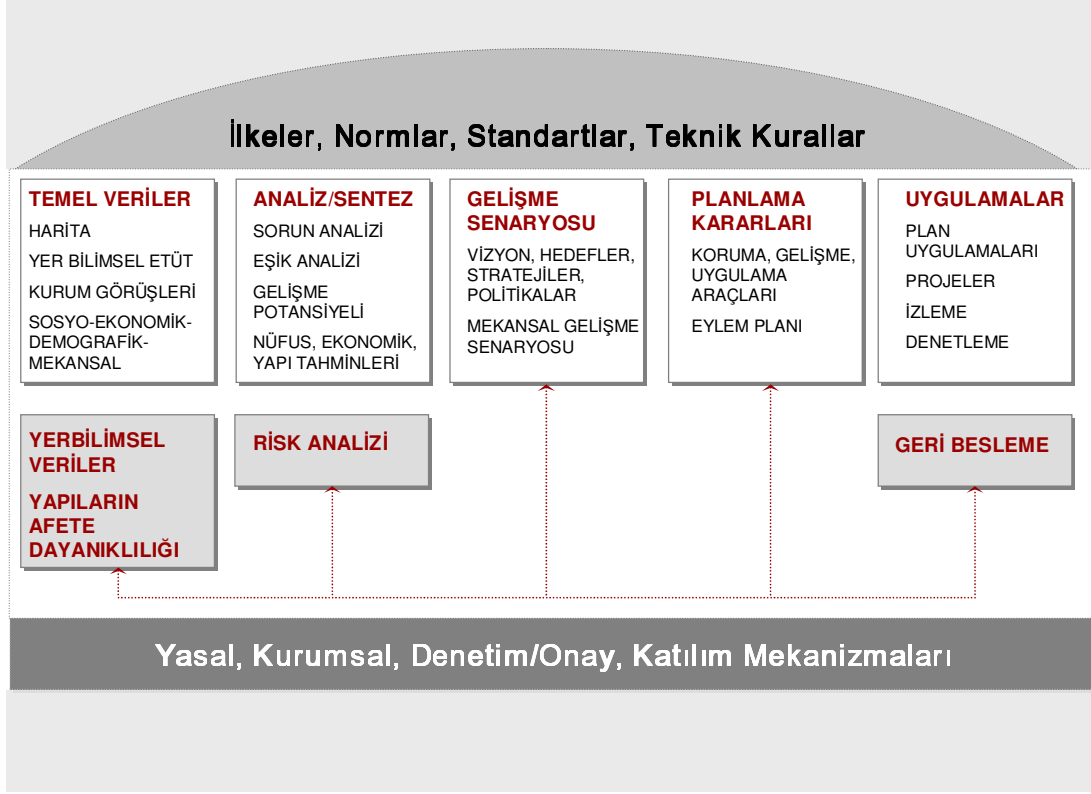 İlkeler, Normlar, Standartlar, Teknik Kurallar
TEMEL VERİLER
HARİTA
YER BİLİMSEL ETÜT
KURUM GÖRÜŞLERİ
SOSYO-EKONOMİK-
DEMOGRAFİK-
MEKANSAL
ANALİZ/SENTEZ
SORUN ANALİZİ
EŞİK ANALİZİ
GELİŞME
POTANSİYELİ
NÜFUS, EKONOMİK,
YAPI TAHMİNLERİ
GELİŞME
SENARYOSU
VİZYON, HEDEFLER,
STRATEJİLER,
POLİTİKALAR
MEKANSAL GELİŞME
SENARYOSU
PLANLAMA
KARARLARI
KORUMA, GELİŞME,
UYGULAMA
ARAÇLARI
EYLEM PLANI
UYGULAMALAR
PLAN
UYGULAMALARI
PROJELER
İZLEME
DENETLEME
YERBİLİMSEL
VERİLER
YAPILARIN
AFETE
DAYANIKLILIĞI
RİSK ANALİZİ
GERİ BESLEME
Yasal, Kurumsal, Denetim/Onay, Katılım Mekanizmaları